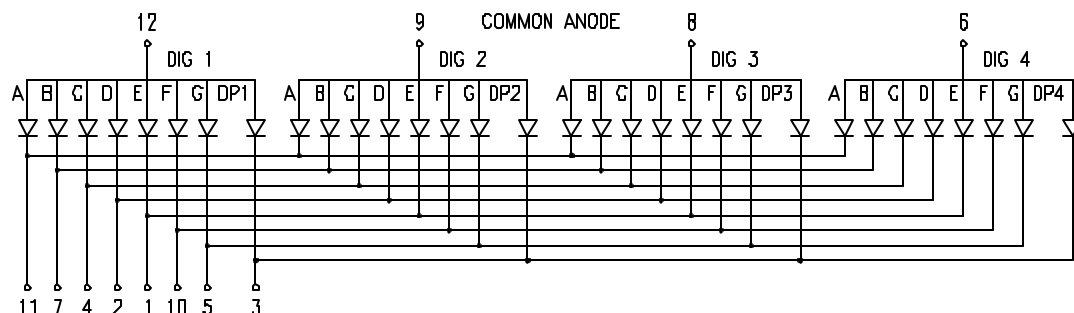 12 9 COMMON ANODE 8 6
DIG 1 DIG 2 DIG 3 DIG 4
A B C D E F G DP1 A B C D E F G DP2 A B C D E F G DP3 A B C D E F G DP4
11 7 4 2 1 10 5 3